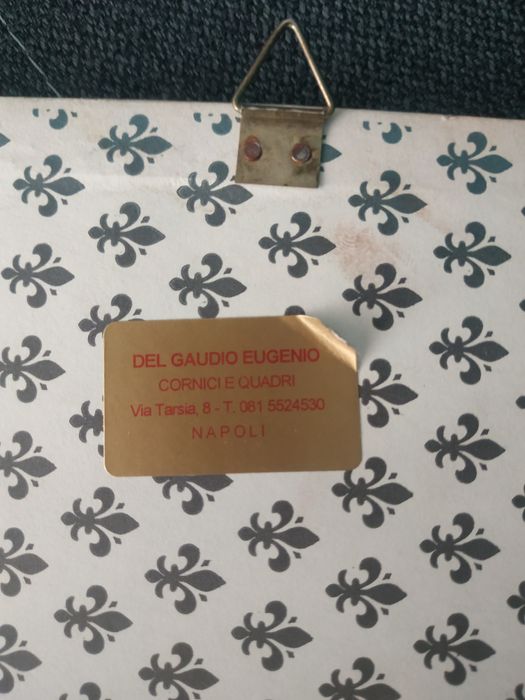 DEL GAUDIO EUGENIO
CORNICI E QUADRI
Via Tarsia, 8 - T. 081 5524530
NAPOLI